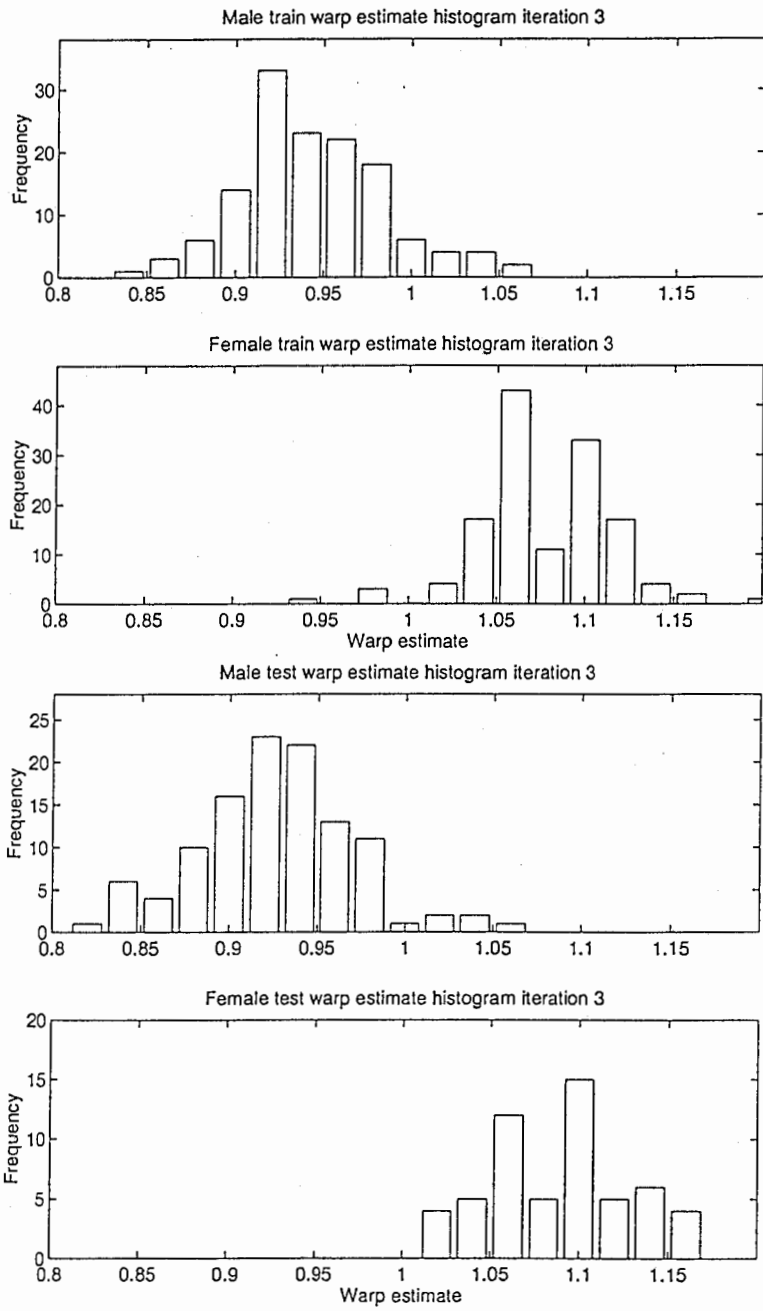 Male train warp estimate histogram iteration 3
Frequency
30
20
10
0
0.8 0.85 0.9 0.95 1 1.05 1.1 1.15
Female train warp estimate histogram iteration 3
Frequency
40
30
20
10
0
0.8 0.85 0.9 0.95 1 1.05 1.1 1.15
Warp estimate
Male test warp estimate histogram iteration 3
Frequency
25
20
15
10
5
0
0.8 0.85 0.9 0.95 1 1.05 1.1 1.15
Female test warp estimate histogram iteration 3
Frequency
20
15
10
5
0
0.8 0.85 0.9 0.95 1 1.05 1.1 1.15
Warp estimate